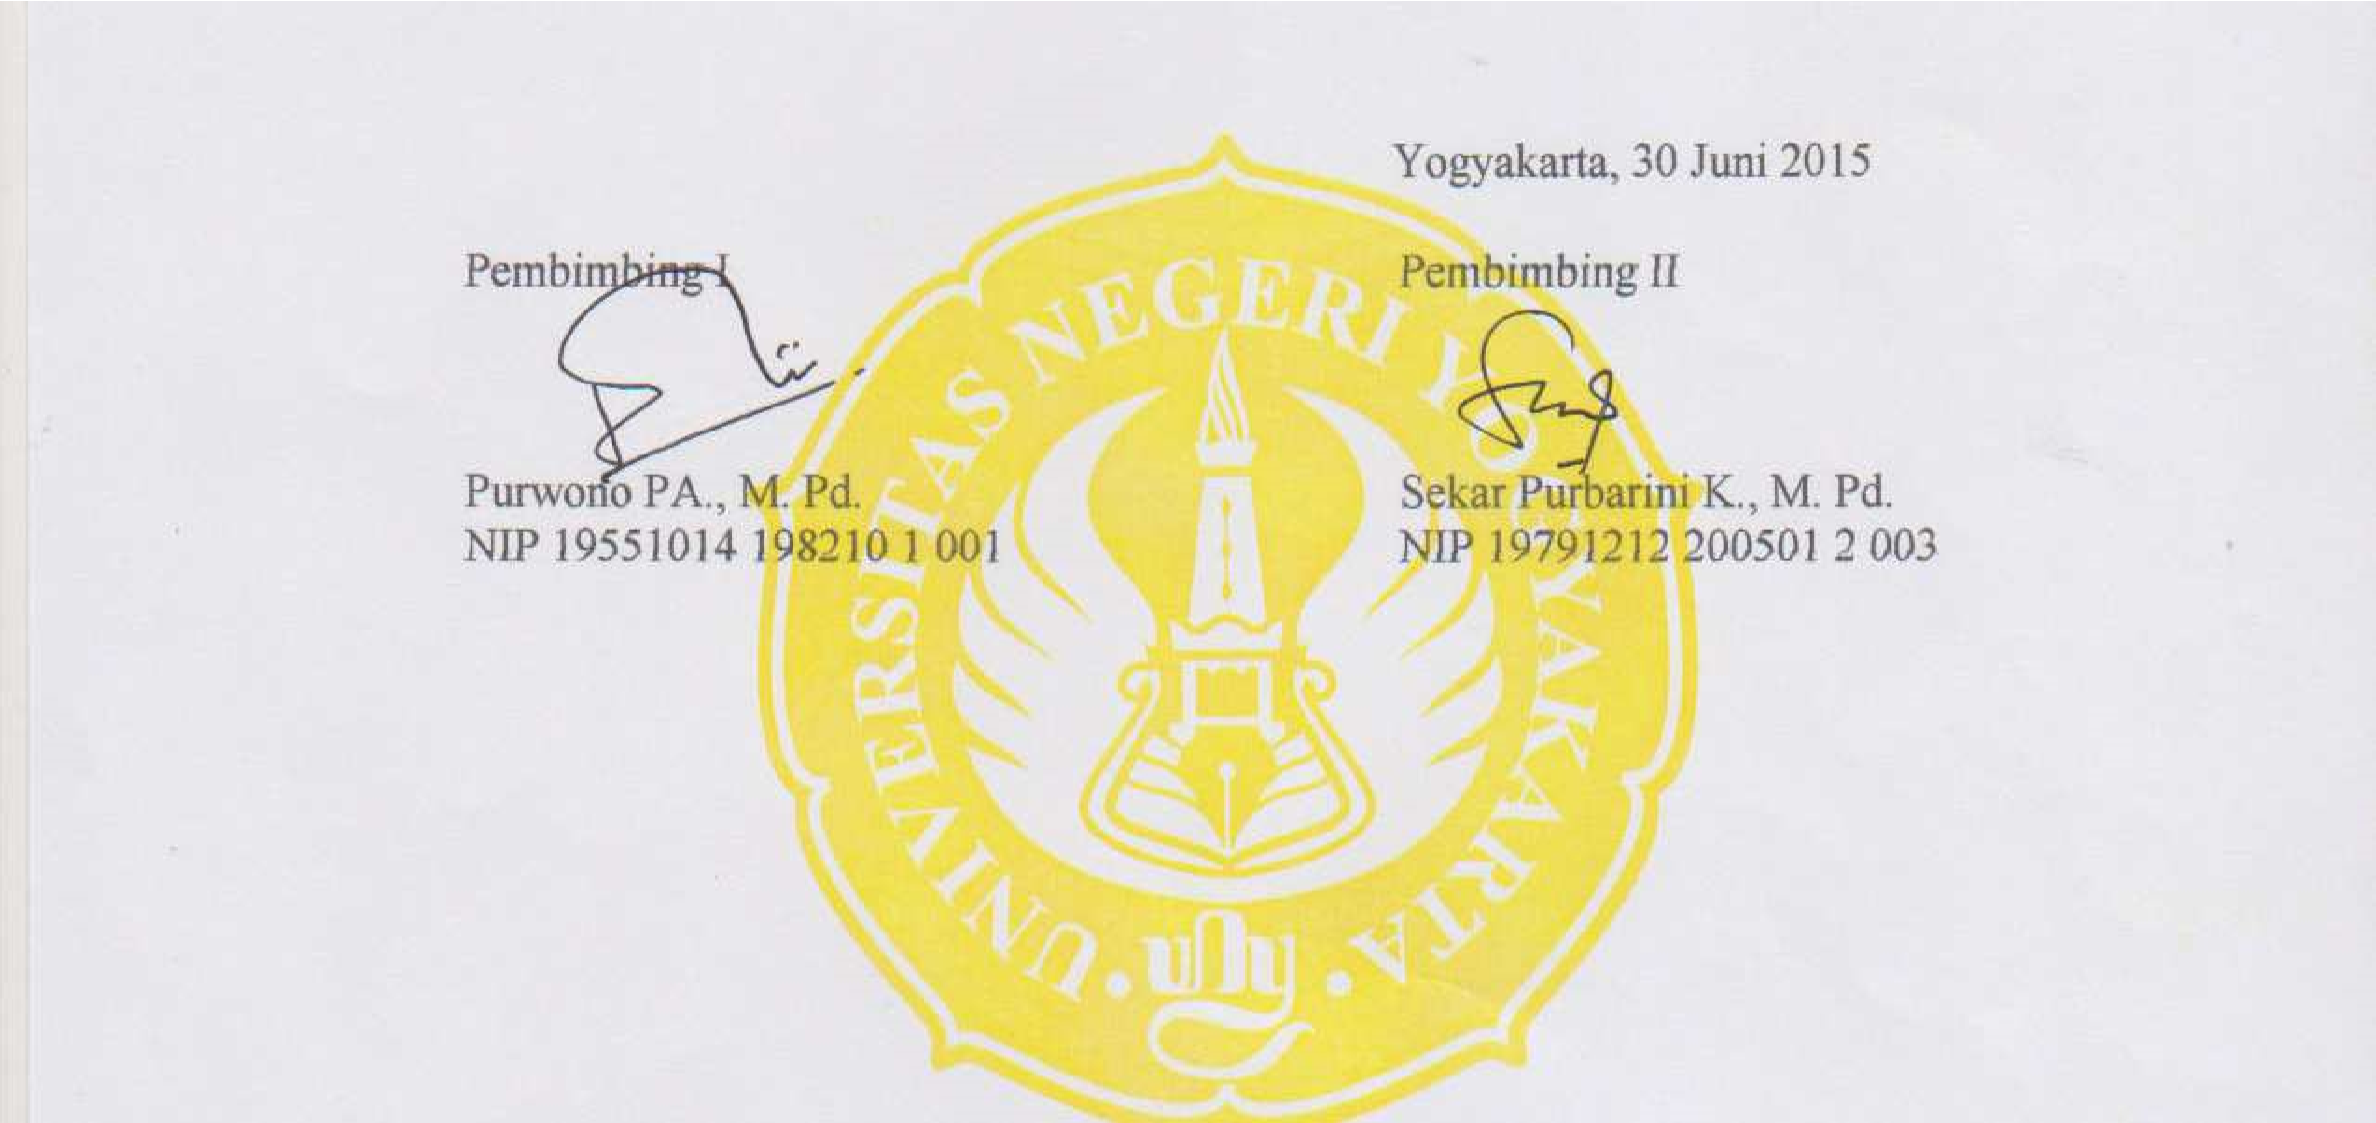 Yogyakarta, 30 Juni 2015
Pembimbing I
Pembimbing II
Purwono PA., M. Pd.
Sekar Purbarini K., M. Pd.
NIP 19551014 198210 1 001
NIP 19791212 200501 2 003
UNIVERSITAS NEGERI YOGYAKARTA
uny